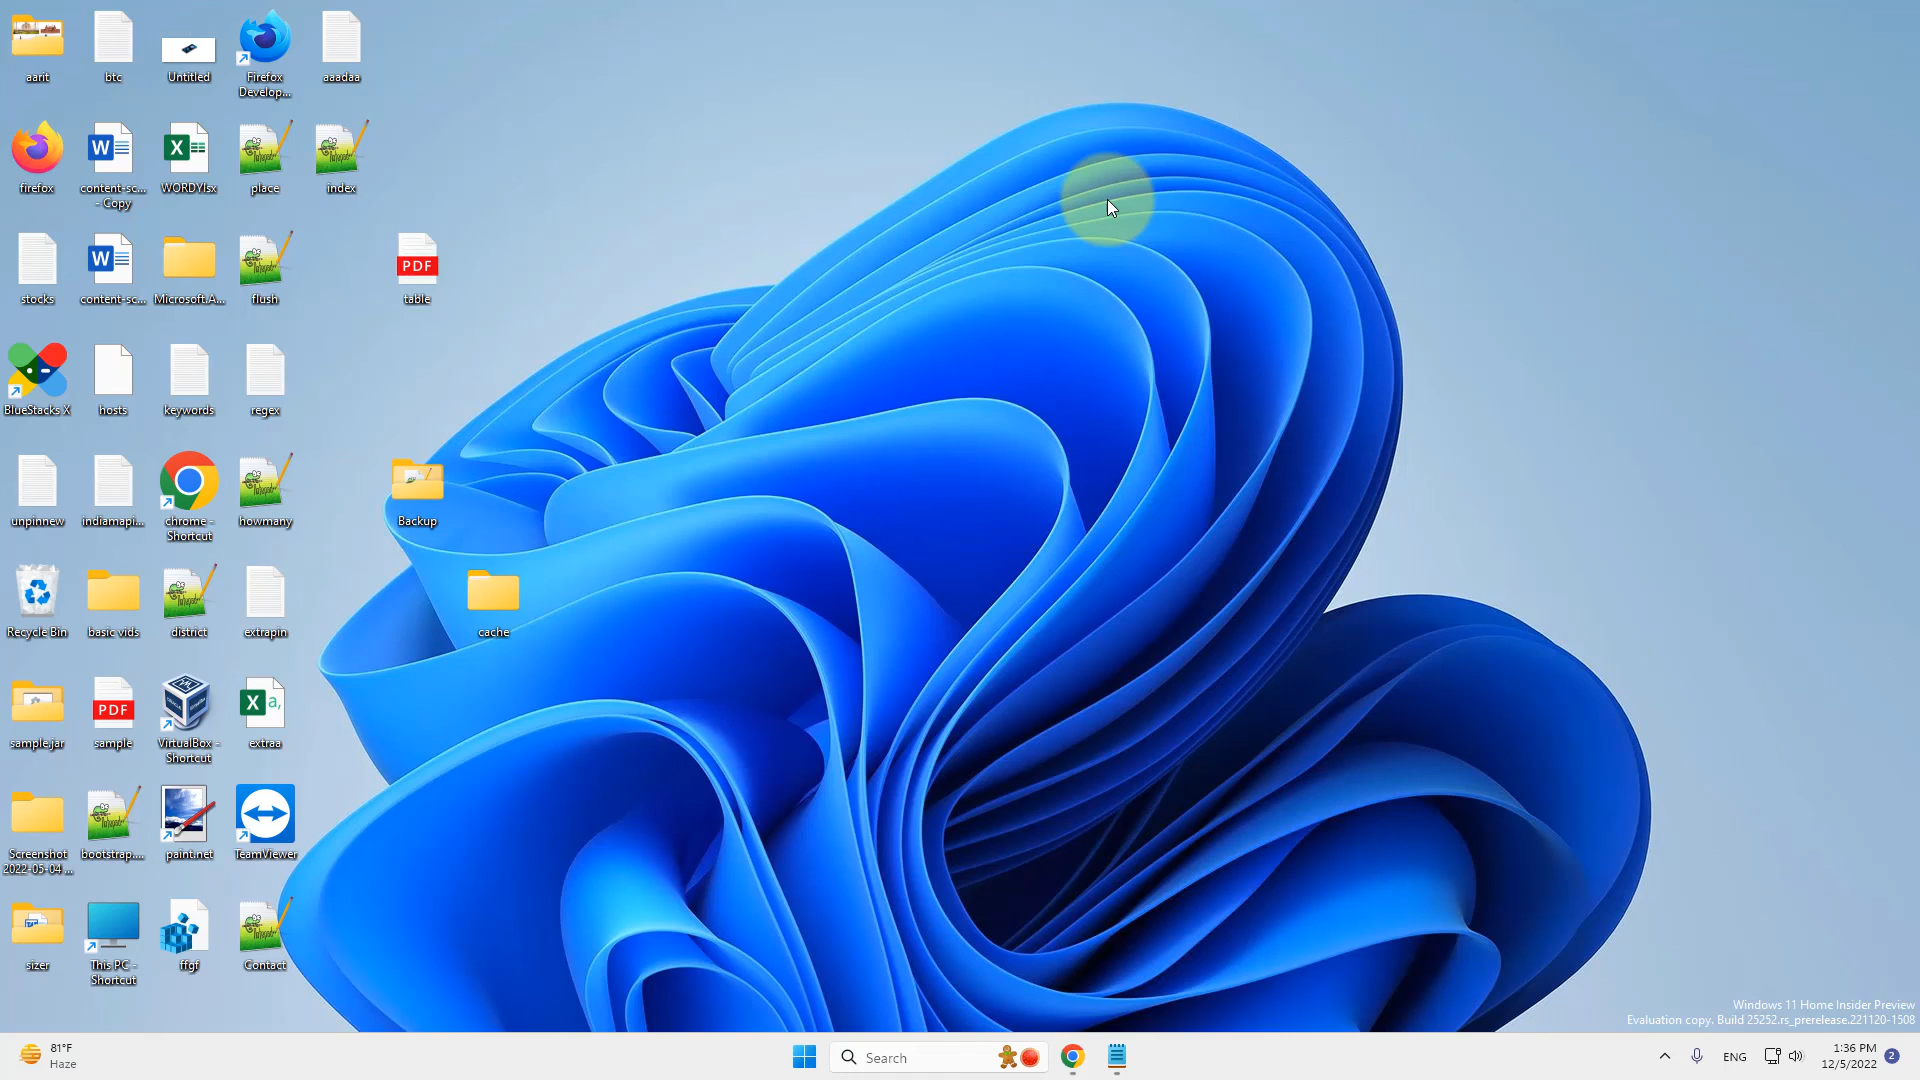 aarit
btc
Untitled
Firefox
Develop...
aaadaa
firefox
content-sc...
- Copy
WORDYlsx
place
index
stocks
content-sc...
Microsoft.A...
flush
PDF
table
BlueStacks X
hosts
keywords
regex
unpinnew
indiamapi...
chrome -
Shortcut
howmany
Backup
Recycle Bin
basic vids
district
extrapin
cache
sample.jar
PDF
sample
VirtualBox -
Shortcut
extraa
Screenshot
2022-05-04 ...
bootstrap....
paint.net
TeamViewer
sizer
This PC -
Shortcut
ffgf
Contact
Windows 11 Home Insider Preview
Evaluation copy. Build 25252.rs_prerelease.221120-1508
81°F
Haze
Search
ENG
1:36 PM
12/5/2022
2